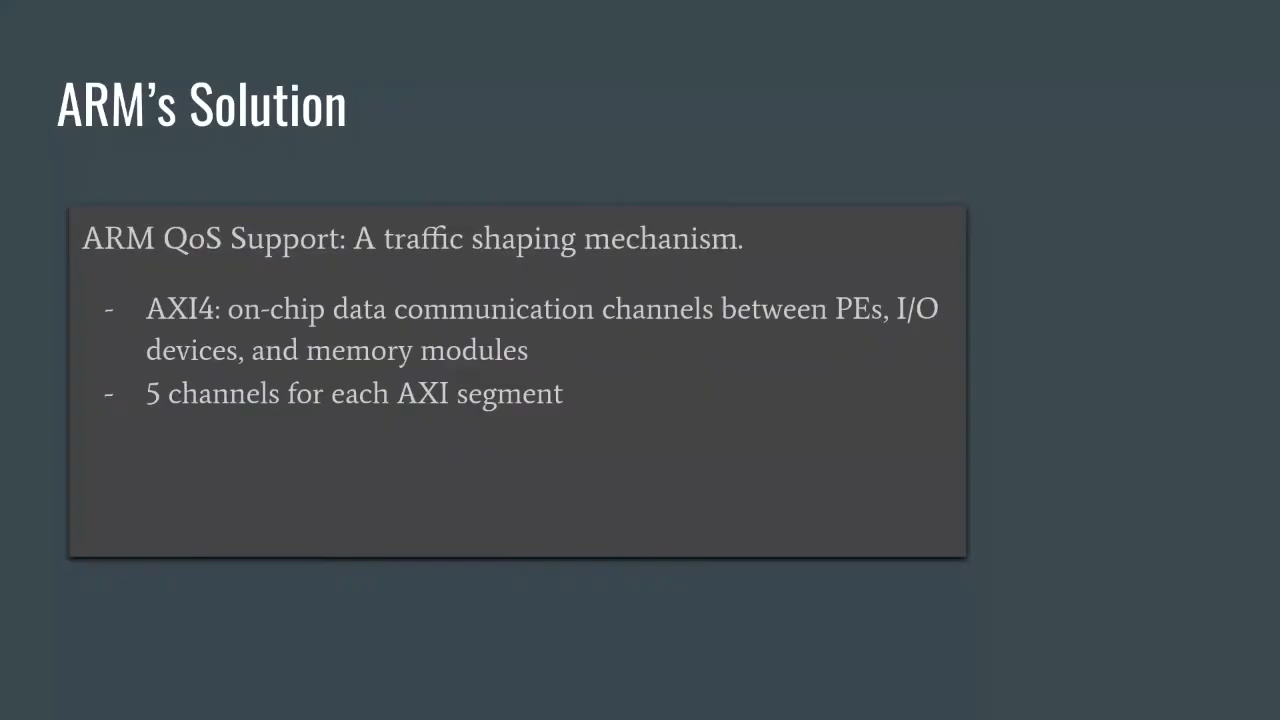 ARM’s Solution
ARM QoS Support: A traffic shaping mechanism.
- AXI4: on-chip data communication channels between PEs, I/O
devices, and memory modules
- 5 channels for each AXI segment